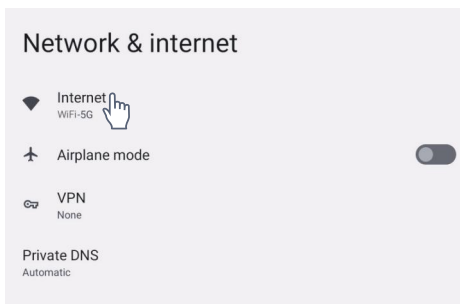 Network & internet
Internet
WiFi-5G
Airplane mode
VPN
None
Private DNS
Automatic